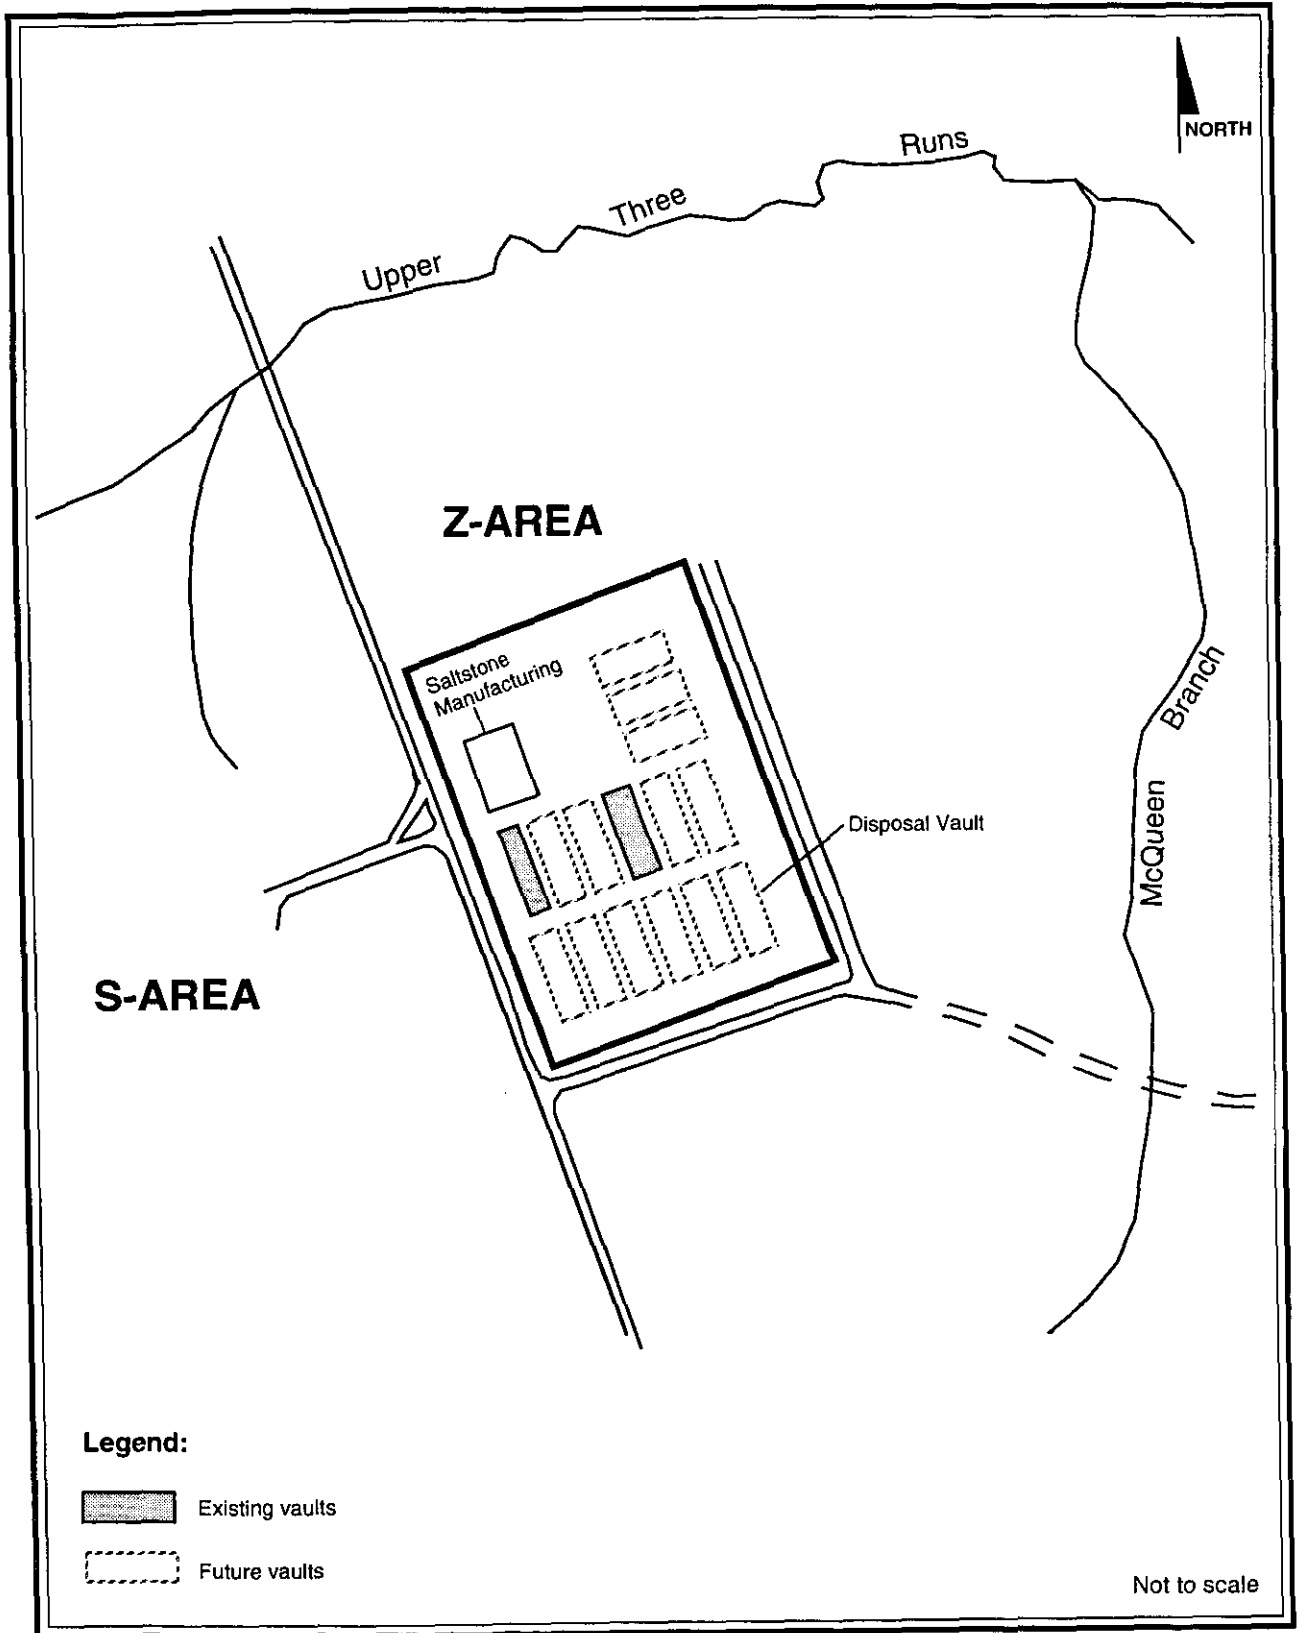 NORTH
Runs
Three
Upper
Z-AREA
Saltstone
Manufacturing
Branch
McQueen
Disposal Vault
S-AREA
Legend:
Existing vaults
Future vaults
Not to scale